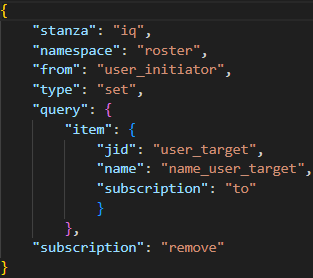 {
    "stanza": "iq",
    "namespace": "roster",
    "from": "user_initiator",
    "type": "set",
    "query": {
        "item": {
            "jid": "user_target",
            "name": "name_user_target",
            "subscription": "to"
            }
        },
    "subscription": "remove"
}